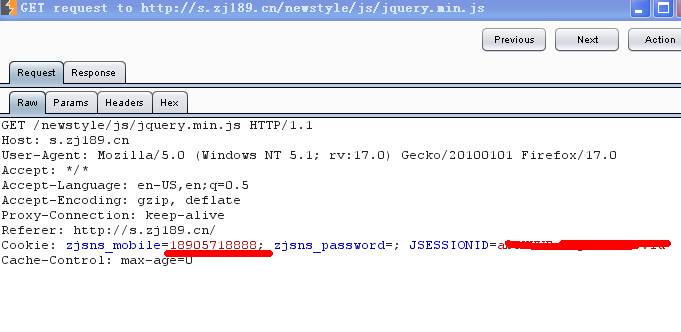 GET request to http://s.zj189.cn/newstyle/js/jquery.min.js
Previous Next Action
Request Response
Raw Params Headers Hex
GET /newstyle/js/jquery.min.js HTTP/1.1
Host: s.zj189.cn
User-Agent: Mozilla/5.0 (Windows NT 5.1; rv:17.0) Gecko/20100101 Firefox/17.0
Accept: */*
Accept-Language: en-US,en;q=0.5
Accept-Encoding: gzip, deflate
Proxy-Connection: keep-alive
Referer: http://s.zj189.cn/
Cookie: zjsns_mobile=18905718888; zjsns_password=; JSESSIONID=
Cache-Control: max-age=0